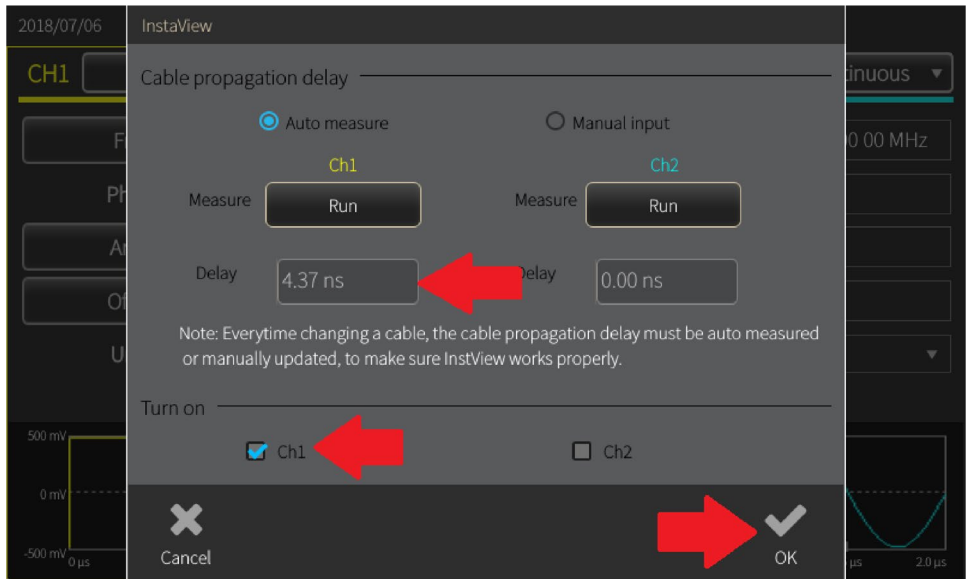 2018/07/06
InstaView
CH1
Cable propagation delay
Auto measure
Manual input
Ch1
Ch2
Measure
Run
Measure
Run
Delay
4.37 ns
Delay
0.00 ns
Note: Everytime changing a cable, the cable propagation delay must be auto measured
or manually updated, to make sure InstView works properly.
Turn on
Ch1
Ch2
500 mV
0 mV
-500 mV
0 µs
2.0 µs
Cancel
OK